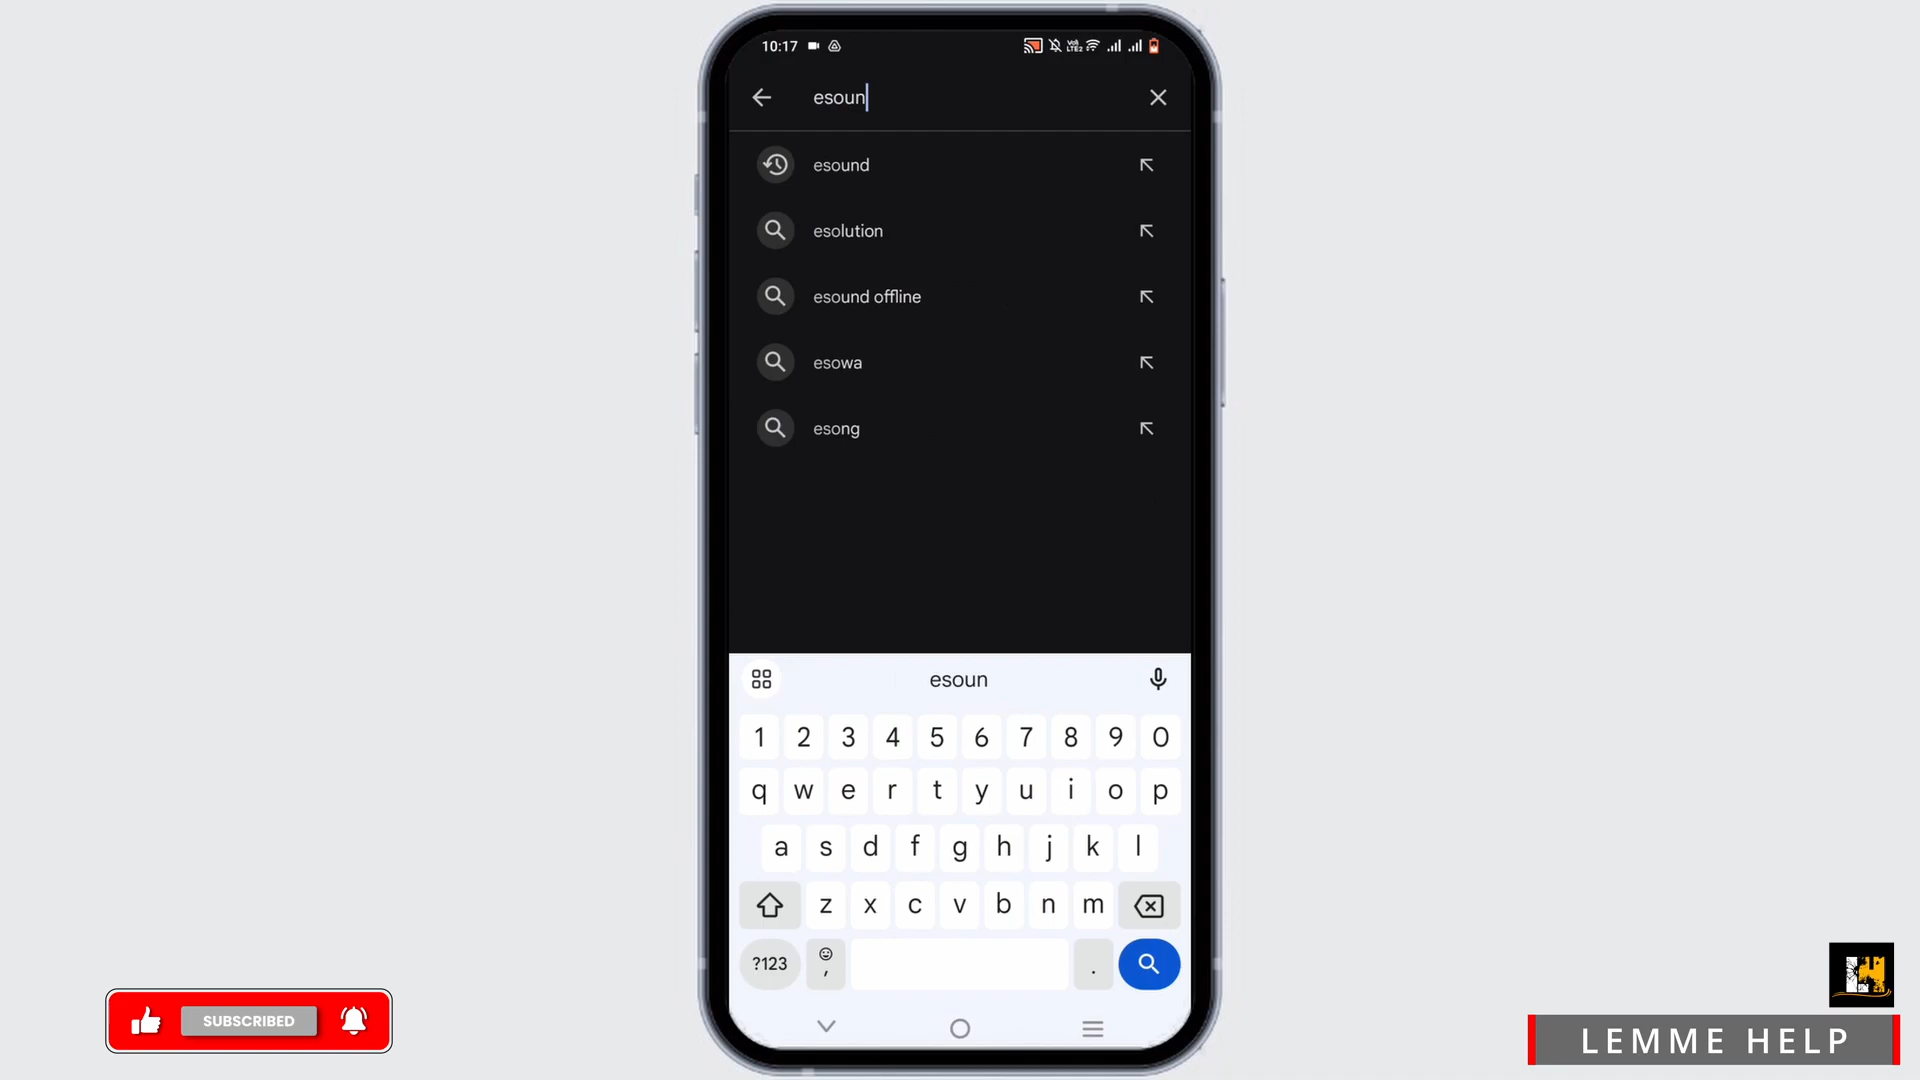 10:17
esoun
esound
esolution
esound offline
esowa
esong
esoun
1 2 3 4 5 6 7 8 9 0
q w e r t y u i o p
a s d f g h j k l
z x c v b n m
?123 , .
SUBSCRIBED
LEMME HELP